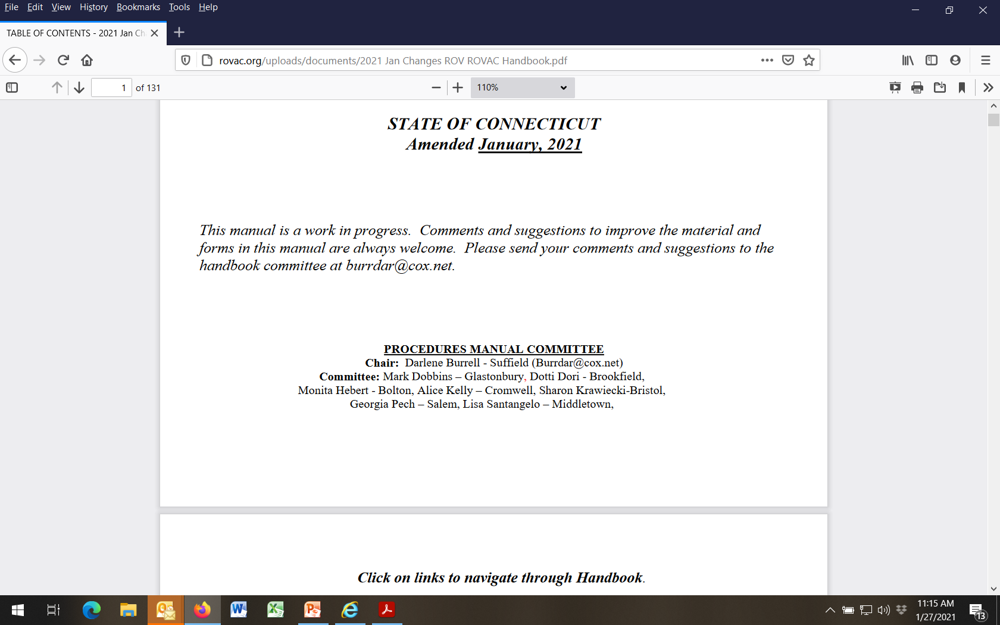 File Edit View History Bookmarks Tools Help
TABLE OF CONTENTS - 2021 Jan Ch
rovac.org/uploads/documents/2021 Jan Changes ROV ROVAC Handbook.pdf
1 of 131
110%
STATE OF CONNECTICUT
Amended January, 2021
This manual is a work in progress.  Comments and suggestions to improve the material and
forms in this manual are always welcome.  Please send your comments and suggestions to the
handbook committee at burrdar@cox.net.
PROCEDURES MANUAL COMMITTEE
Chair:  Darlene Burrell - Suffield (Burrdar@cox.net)
Committee: Mark Dobbins – Glastonbury, Dotti Dori - Brookfield,
Monita Hebert - Bolton, Alice Kelly – Cromwell, Sharon Krawiecki-Bristol,
Georgia Pech – Salem, Lisa Santangelo – Middletown,
Click on links to navigate through Handbook.
11:15 AM
1/27/2021
13